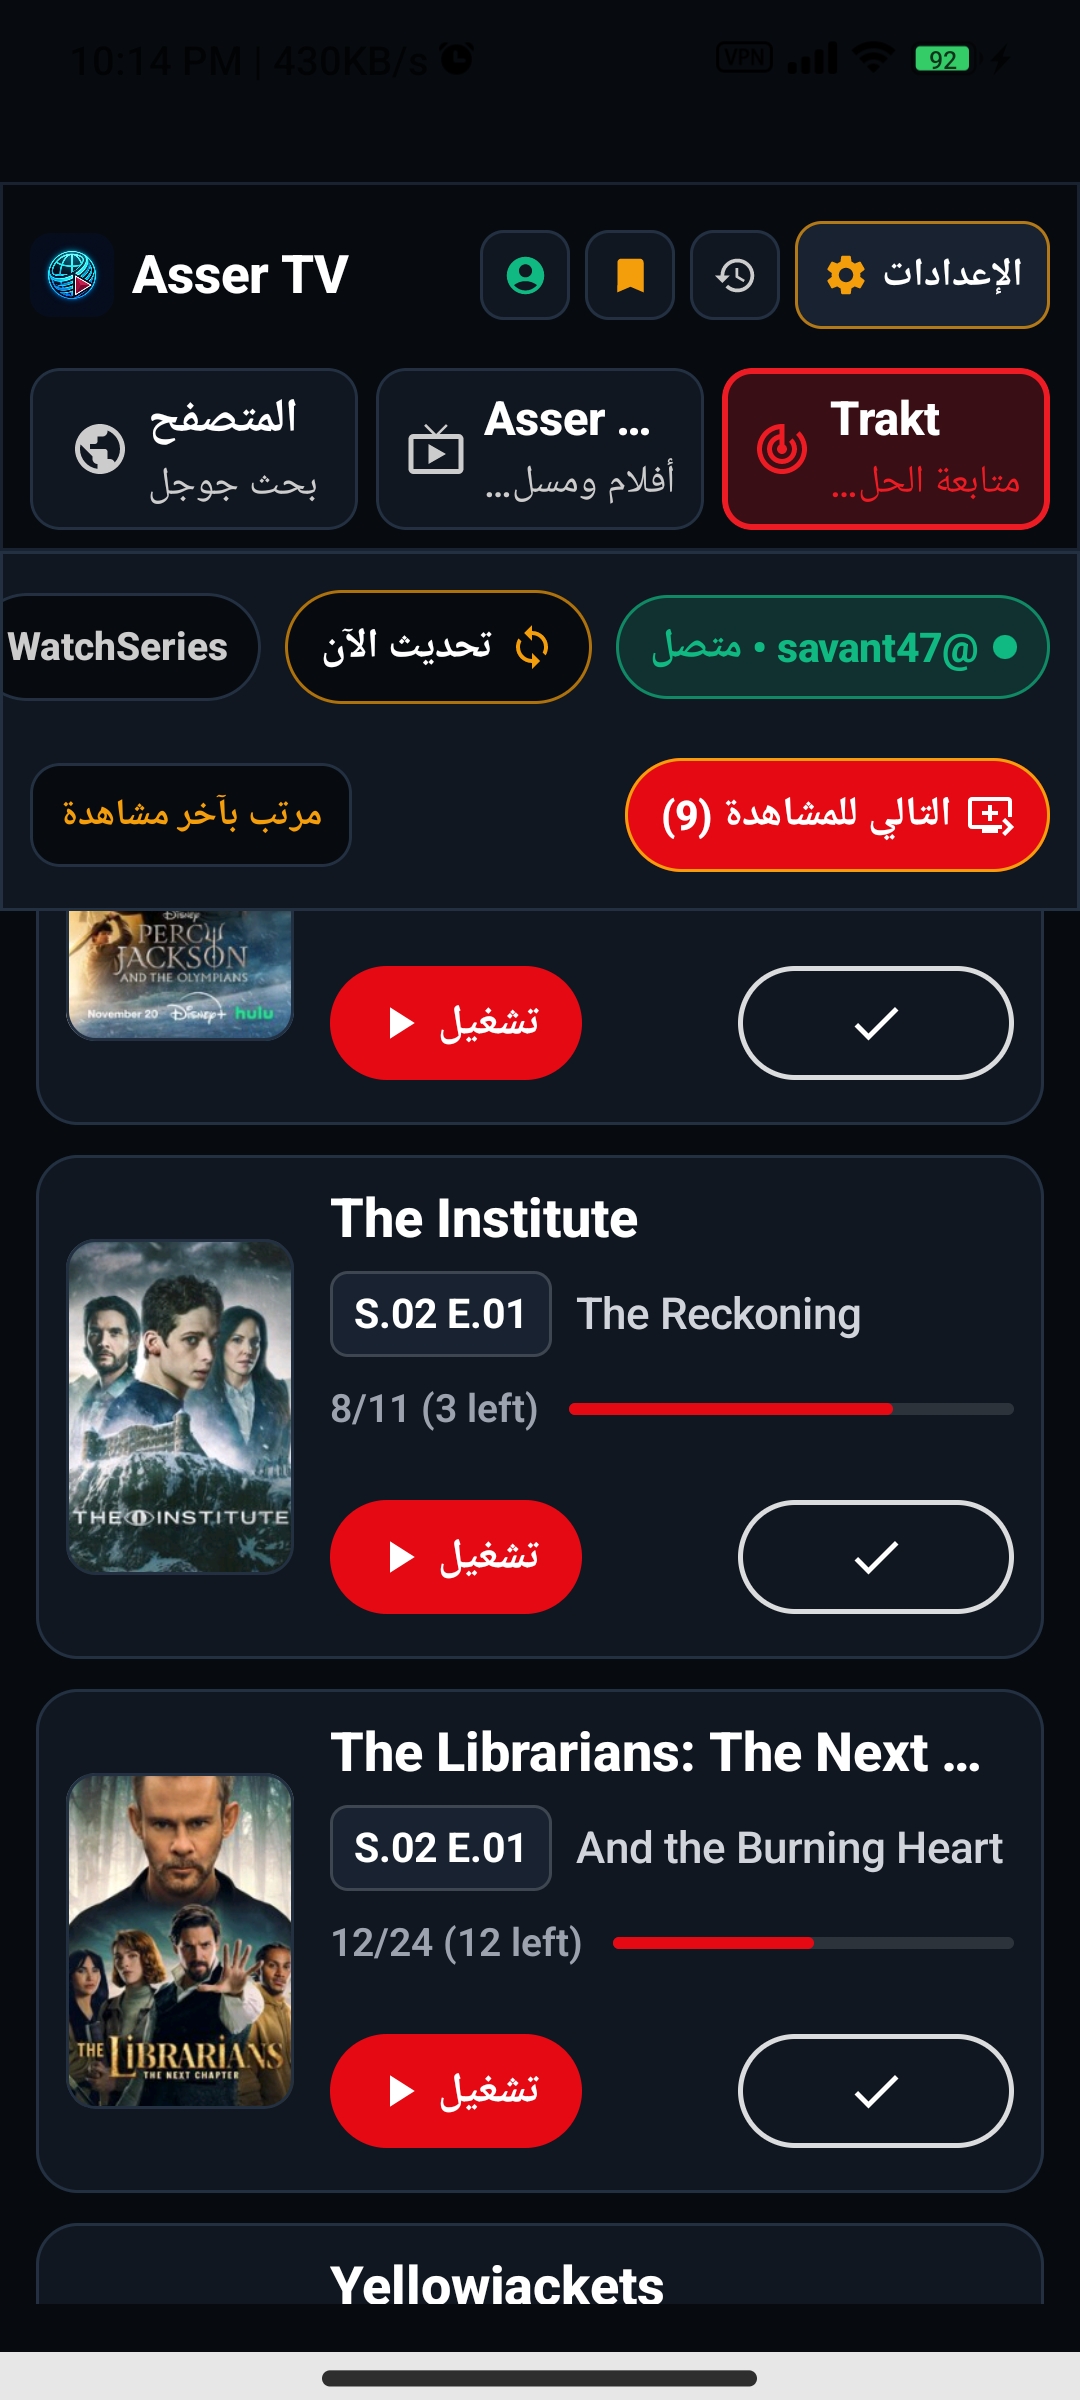 10:14 PM | 430KB/s
VPN
92
Asser TV
الإعدادات
المتصفح
بحث جوجل
Asser ...
أفلام ومسل...
Trakt
متابعة الحل...
WatchSeries
تحديث الآن
@savant47 • متصل
مرتب بآخر مشاهدة
التالي للمشاهدة (9)
Disney
PERCY
JACKSON
AND THE OLYMPIANS
November 20 Disney+ hulu
تشغيل
The Institute
S.02 E.01 The Reckoning
8/11 (3 left)
THE INSTITUTE
تشغيل
The Librarians: The Next ...
S.02 E.01 And the Burning Heart
12/24 (12 left)
THE LIBRARIANS
THE NEXT CHAPTER
تشغيل
Yellowjackets